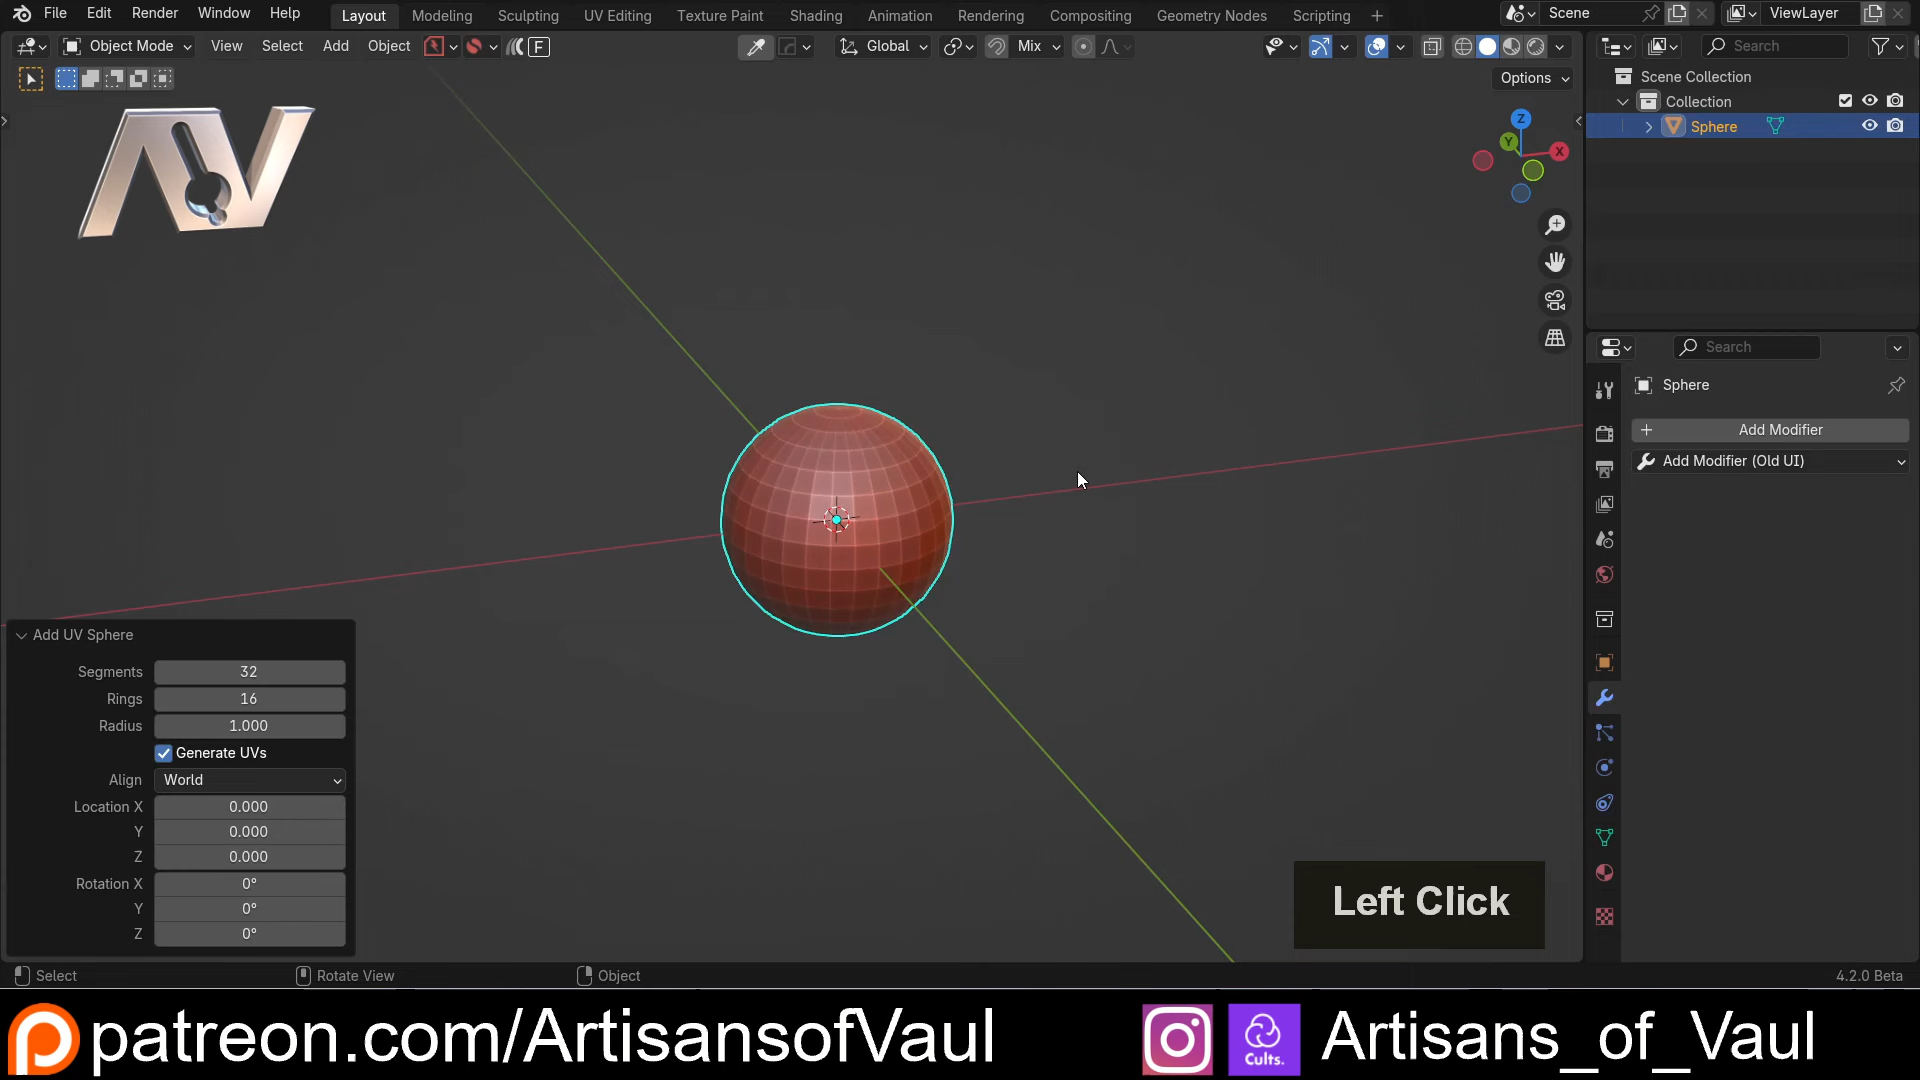 File Edit Render Window Help Layout Modeling Sculpting UV Editing Texture Paint Shading Animation Rendering Compositing Geometry Nodes Scripting + Scene ViewLayer
Object Mode View Select Add Object F Global Mix Search
Options
Scene Collection
Collection
Sphere
Z
Y
X
AV
Search
Sphere
+ Add Modifier
Add Modifier (Old UI)
Add UV Sphere
Segments 32
Rings 16
Radius 1.000
Generate UVs
Align World
Location X 0.000
Y 0.000
Z 0.000
Rotation X 0°
Y 0°
Z 0°
Left Click
Select Rotate View Object 4.2.0 Beta
patreon.com/ArtisansofVaul Cults. Artisans_of_Vaul